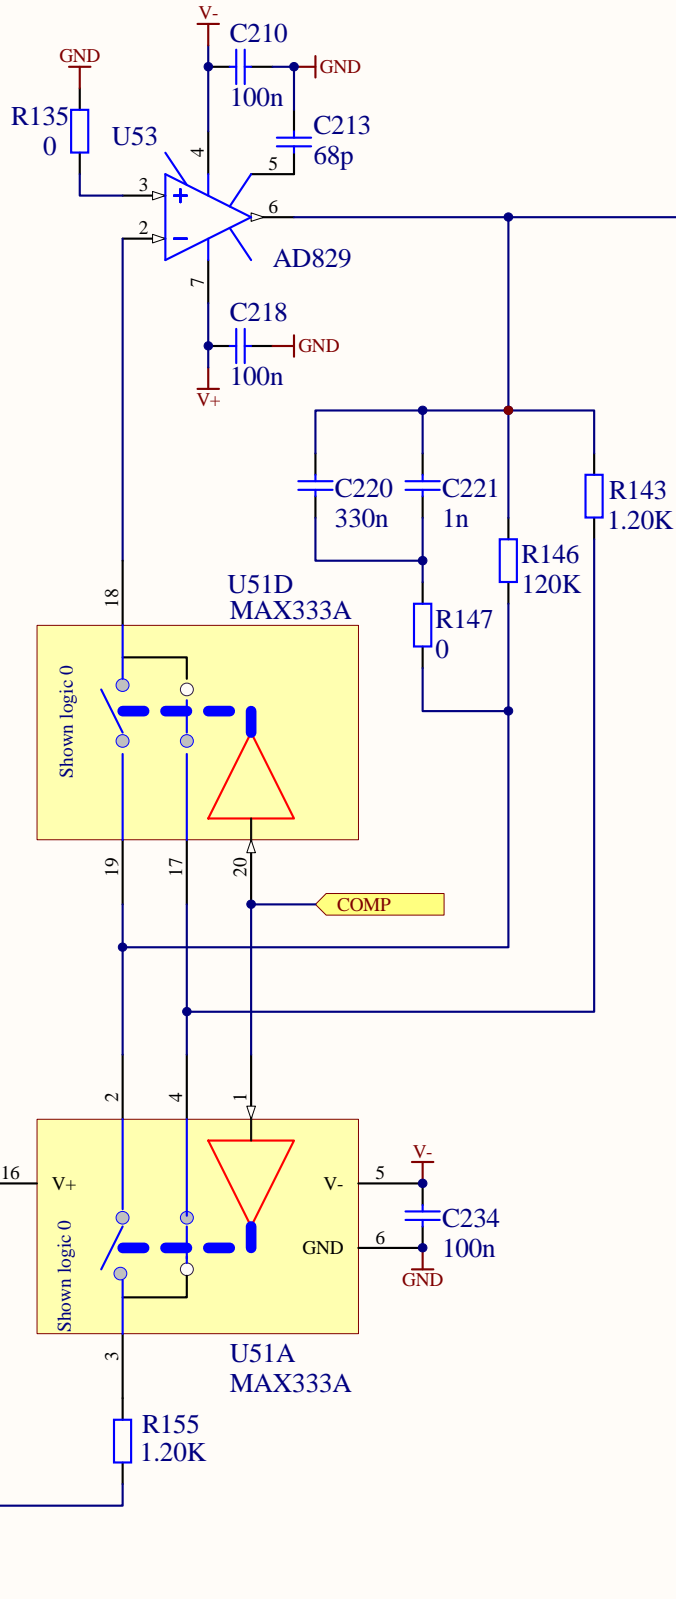 V-
C210
GND
GND
100n
R135
0
C213
68p
U53
4
5
3
6
2
AD829
7
C218
GND
100n
V+
C220
330n
C221
1n
R143
1.20K
R146
120K
U51D
MAX333A
18
R147
0
Shown logic 0
19
17
20
COMP
2
4
1
16
V+
V-
5
V-
C234
100n
GND
6
GND
Shown logic 0
3
U51A
MAX333A
R155
1.20K